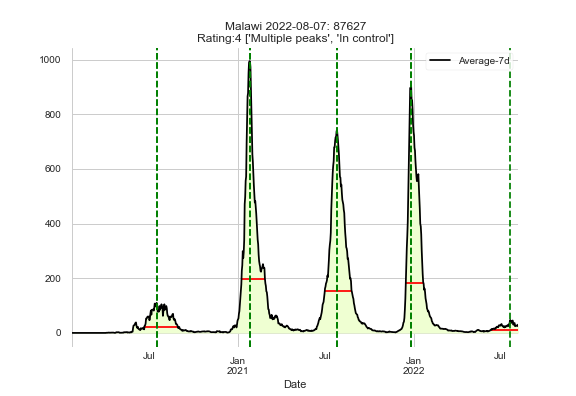 Malawi 2022-08-07: 87627
Rating:4 ['Multiple peaks', 'In control']
Average-7d
1000
800
600
400
200
0
Jul
Jan
2021
Jul
Jan
2022
Jul
Date